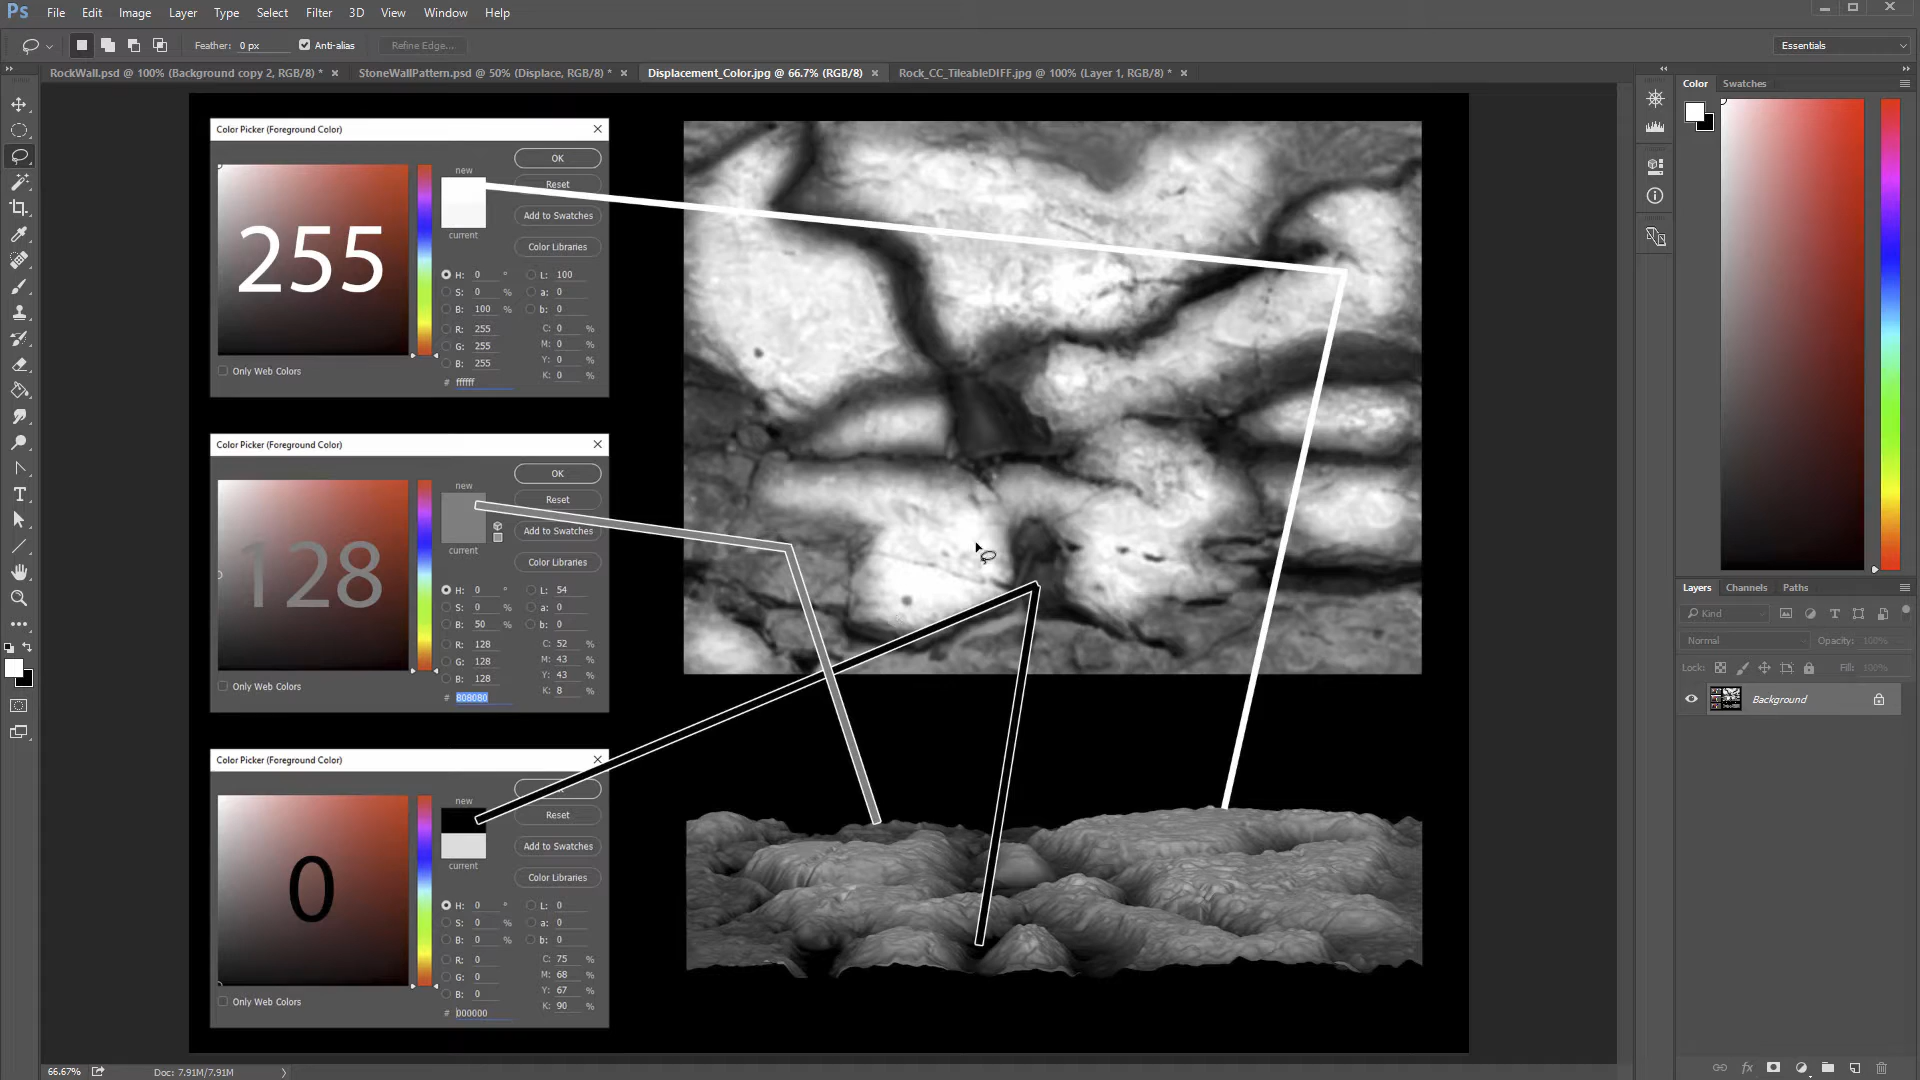 Ps File Edit Image Layer Type Select Filter 3D View Window Help
Feather: 0 px Anti-alias Refine Edge... Essentials
RockWall.psd @ 100% (Background copy 2, RGB/8) * StoneWallPattern.psd @ 50% (Displace, RGB/8) * Displacement_Color.jpg @ 66.7% (RGB/8) Rock_CC_TileableDIFF.jpg @ 100% (Layer 1, RGB/8) *
Color Swatches
Color Picker (Foreground Color)
OK
new
Reset
Add to Swatches
current
Color Libraries
255
H: 0 ° L: 100
S: 0 % a: 0
B: 100 % b: 0
R: 255 C: 0 %
G: 255 M: 0 %
B: 255 Y: 0 %
K: 0 %
# ffffff
Only Web Colors
Color Picker (Foreground Color)
OK
new
Reset
Add to Swatches
current
Color Libraries
128
H: 0 ° L: 54
S: 0 % a: 0
B: 50 % b: 0
R: 128 C: 52 %
G: 128 M: 43 %
B: 128 Y: 43 %
K: 8 %
# 808080
Only Web Colors
Color Picker (Foreground Color)
new
Reset
Add to Swatches
current
Color Libraries
0
H: 0 ° L: 0
S: 0 % a: 0
B: 0 % b: 0
R: 0 C: 75 %
G: 0 M: 68 %
B: 0 Y: 67 %
K: 90 %
# 000000
Only Web Colors
Layers Channels Paths
Kind
Normal Opacity: 100%
Lock: Fill: 100%
Background
66.67% Doc: 7.91M/7.91M
fx